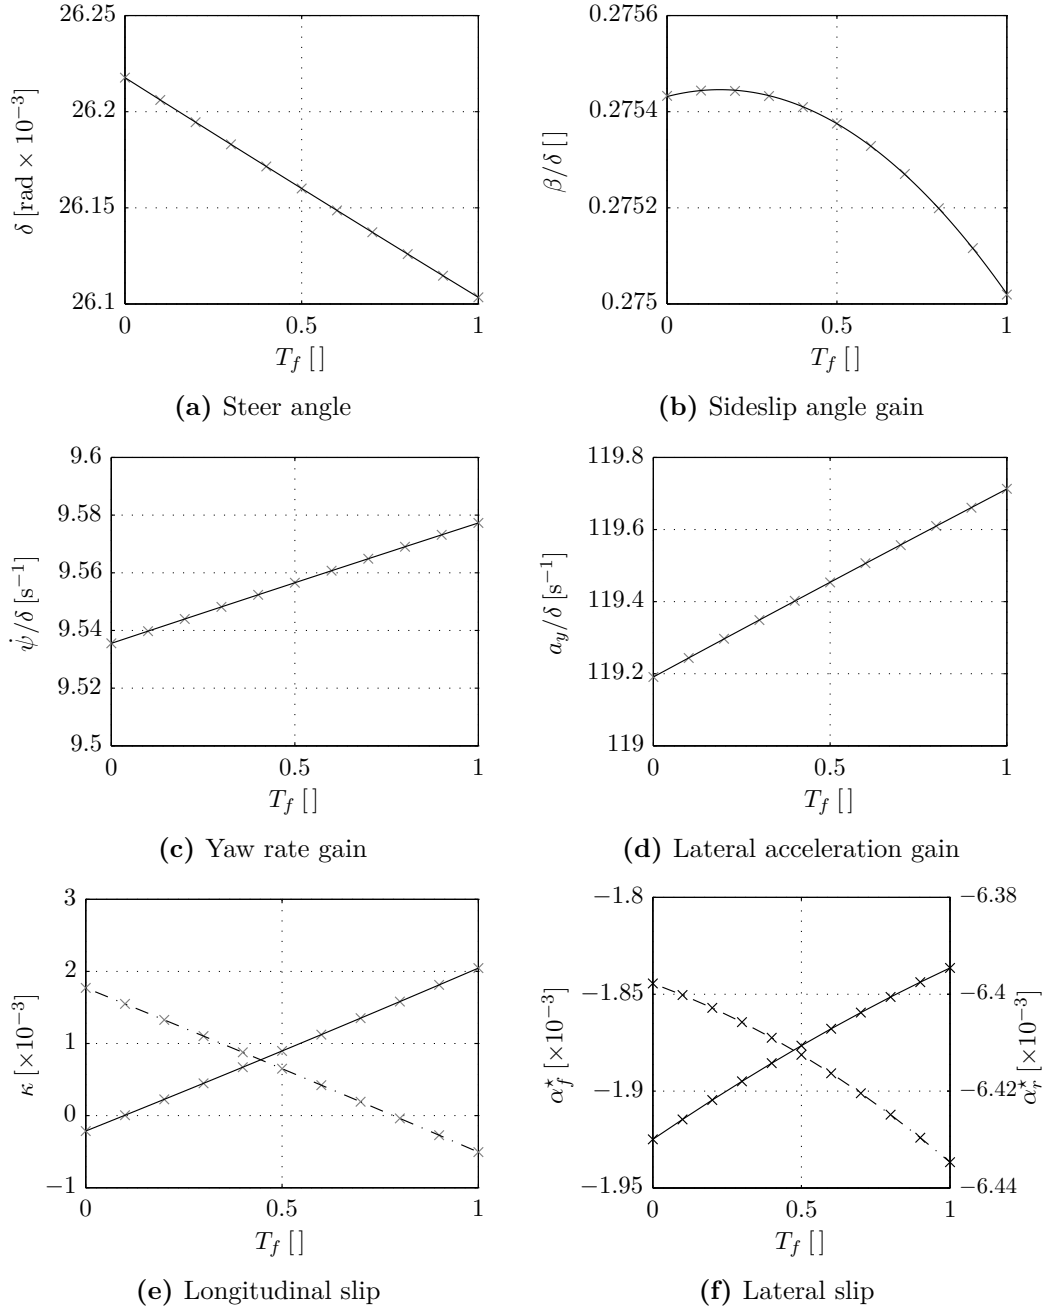 26.25
26.2
26.15
26.1
δ [rad × 10⁻³]
0
0.5
1
T_f [ ]
(a) Steer angle
0.2756
0.2754
0.2752
0.275
β/δ [ ]
0
0.5
1
T_f [ ]
(b) Sideslip angle gain
9.6
9.58
9.56
9.54
9.52
9.5
ψ̇/δ [s⁻¹]
0
0.5
1
T_f [ ]
(c) Yaw rate gain
119.8
119.6
119.4
119.2
119
a_y/δ [s⁻¹]
0
0.5
1
T_f [ ]
(d) Lateral acceleration gain
3
2
1
0
−1
κ [×10⁻³]
0
0.5
1
T_f [ ]
(e) Longitudinal slip
−1.8
−1.85
−1.9
−1.95
α_f^⋆ [×10⁻³]
−6.38
−6.4
−6.42
−6.44
α_r^⋆ [×10⁻³]
0
0.5
1
T_f [ ]
(f) Lateral slip